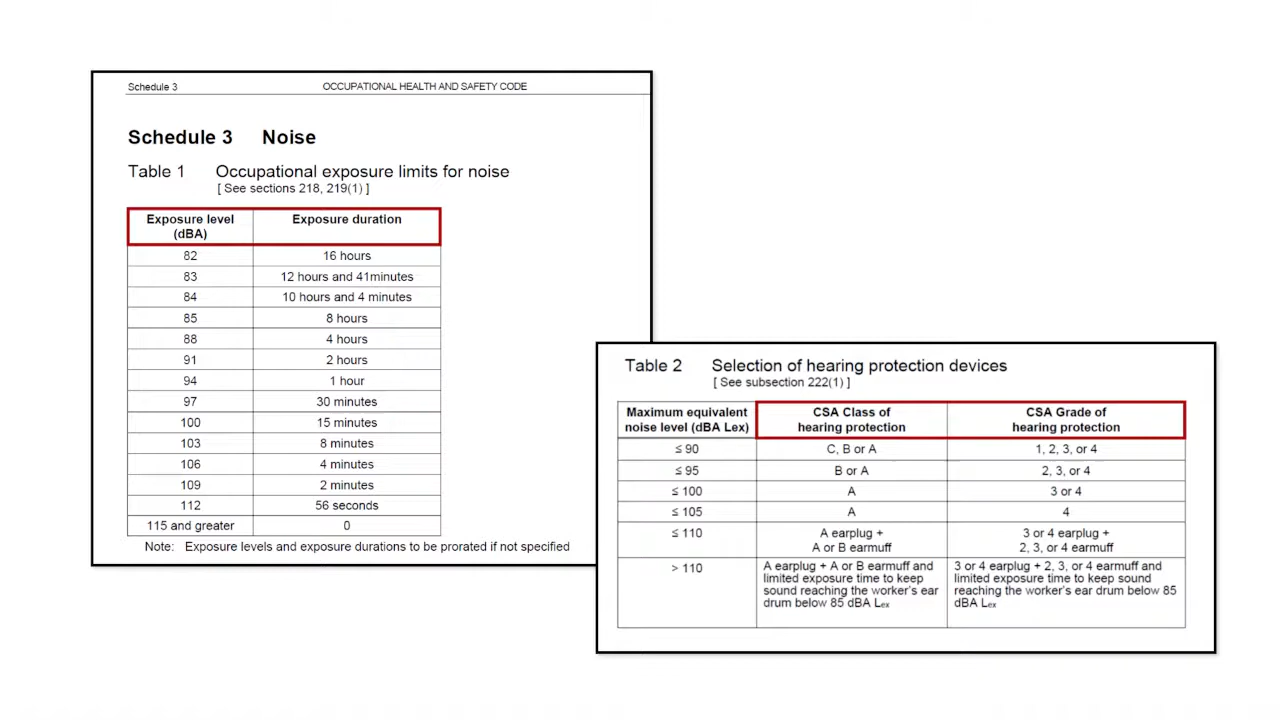 Schedule 3 OCCUPATIONAL HEALTH AND SAFETY CODE
Schedule 3 Noise
Table 1 Occupational exposure limits for noise
[ See sections 218, 219(1) ]
Exposure level Exposure duration
(dBA)
82 16 hours
83 12 hours and 41minutes
84 10 hours and 4 minutes
85 8 hours
88 4 hours
91 2 hours
94 1 hour
97 30 minutes
100 15 minutes
103 8 minutes
106 4 minutes
109 2 minutes
112 56 seconds
115 and greater 0
Note: Exposure levels and exposure durations to be prorated if not specified
Table 2 Selection of hearing protection devices
[ See subsection 222(1) ]
Maximum equivalent CSA Class of CSA Grade of
noise level (dBA Lex) hearing protection hearing protection
≤ 90 C, B or A 1, 2, 3, or 4
≤ 95 B or A 2, 3, or 4
≤ 100 A 3 or 4
≤ 105 A 4
≤ 110 A earplug + 3 or 4 earplug +
A or B earmuff 2, 3, or 4 earmuff
> 110 A earplug + A or B earmuff and 3 or 4 earplug + 2, 3, or 4 earmuff and
limited exposure time to keep limited exposure time to keep sound
sound reaching the worker's ear reaching the worker's ear drum below 85
drum below 85 dBA Lex dBA Lex